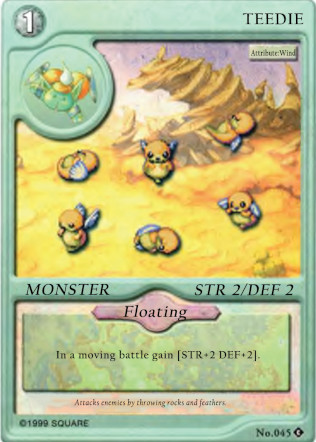 1
TEEDIE
Attribute:Wind
MONSTER
STR 2/DEF 2
Floating
In a moving battle gain [STR+2 DEF+2].
Attacks enemies by throwing rocks and feathers.
©1999 SQUARE
No.045 C